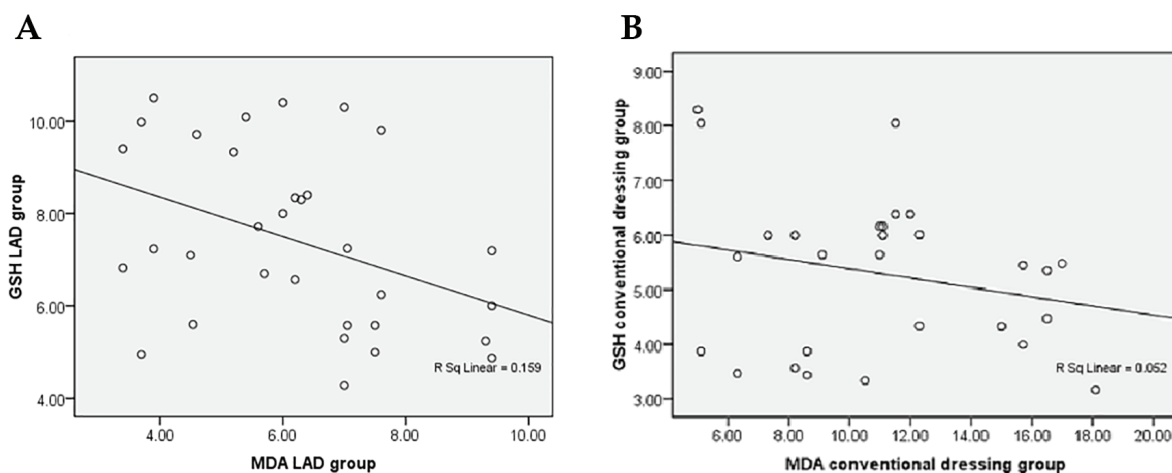 A
10.00
8.00
6.00
4.00
GSH LAD group
R Sq Linear = 0.159
4.00 6.00 8.00 10.00
MDA LAD group
B
9.00
8.00
7.00
6.00
5.00
4.00
3.00
GSH conventional dressing group
R Sq Linear = 0.052
6.00 8.00 10.00 12.00 14.00 16.00 18.00 20.00
MDA conventional dressing group